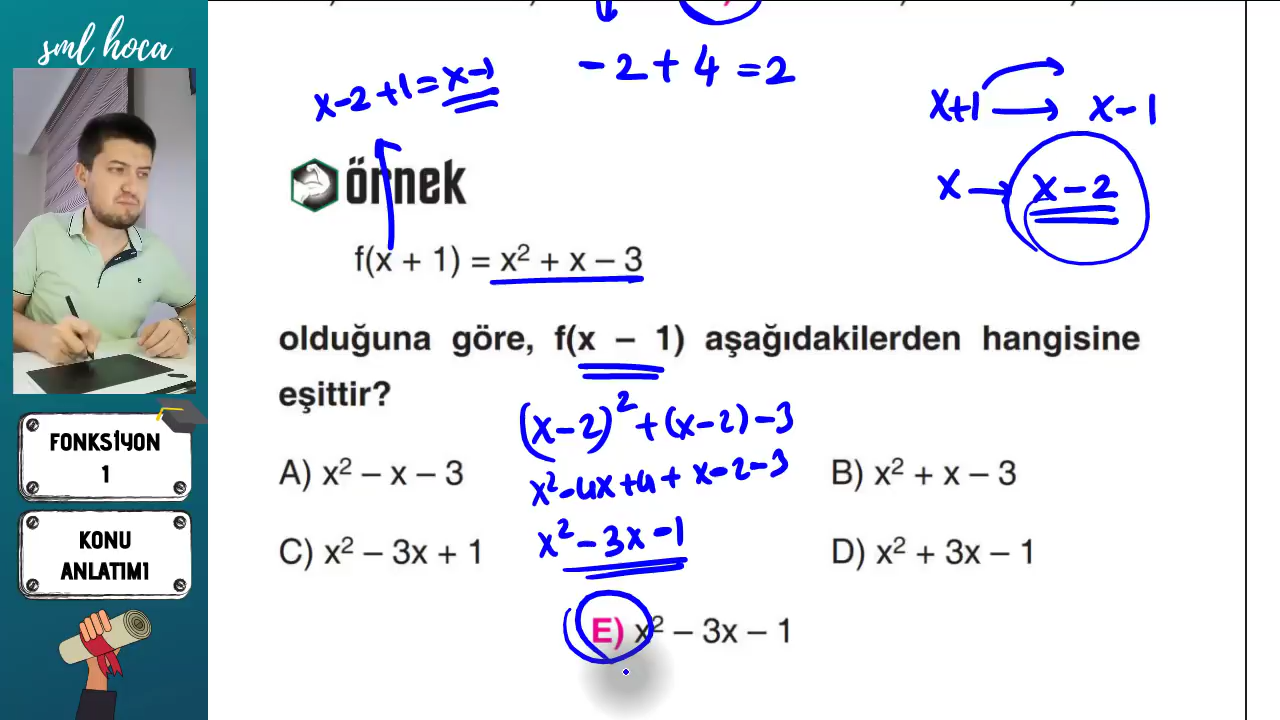 sml hoca
-2+4=2
x-2+1=x-1
x+1 → x-1
x → x-2
örnek
f(x + 1) = x² + x – 3
olduğuna göre, f(x – 1) aşağıdakilerden hangisine
eşittir?
(x-2)²+(x-2)-3
x²-4x+4+x-2-3
x²-3x-1
A) x² – x – 3
B) x² + x – 3
C) x² – 3x + 1
D) x² + 3x – 1
E) x² – 3x – 1
FONKSİYON
1
KONU
ANLATIMI